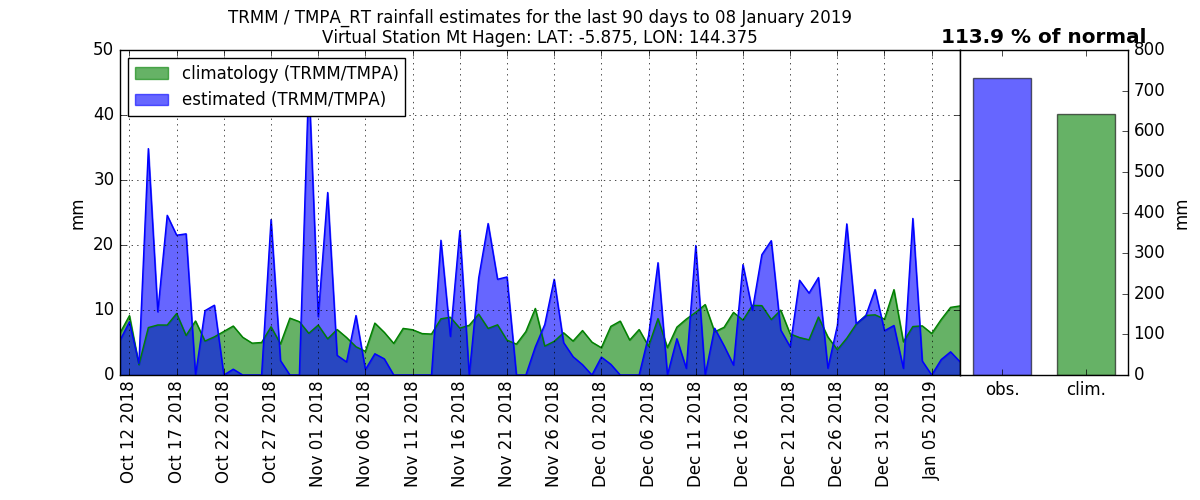 TRMM / TMPA_RT rainfall estimates for the last 90 days to 08 January 2019
Virtual Station Mt Hagen: LAT: -5.875, LON: 144.375
113.9 % of normal
climatology (TRMM/TMPA)
estimated (TRMM/TMPA)
50
40
30
20
10
0
mm
Oct 12 2018
Oct 17 2018
Oct 22 2018
Oct 27 2018
Nov 01 2018
Nov 06 2018
Nov 11 2018
Nov 16 2018
Nov 21 2018
Nov 26 2018
Dec 01 2018
Dec 06 2018
Dec 11 2018
Dec 16 2018
Dec 21 2018
Dec 26 2018
Dec 31 2018
Jan 05 2019
800
700
600
500
400
300
200
100
0
mm
obs.
clim.